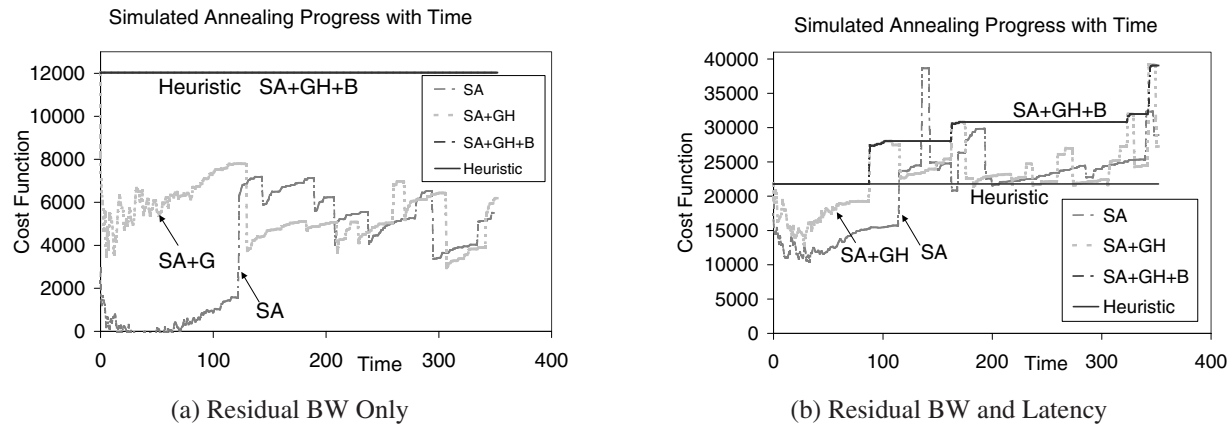 Simulated Annealing Progress with Time
Cost Function
12000
10000
8000
6000
4000
2000
0
Heuristic SA+GH+B
SA
SA+GH
SA+GH+B
Heuristic
SA+G
SA
0 100 200 300 400
Time
(a) Residual BW Only
Simulated Annealing Progress with Time
Cost Function
40000
35000
30000
25000
20000
15000
10000
5000
0
SA+GH+B
Heuristic
SA+GH
SA
SA
SA+GH
SA+GH+B
Heuristic
0 100 200 300 400
Time
(b) Residual BW and Latency